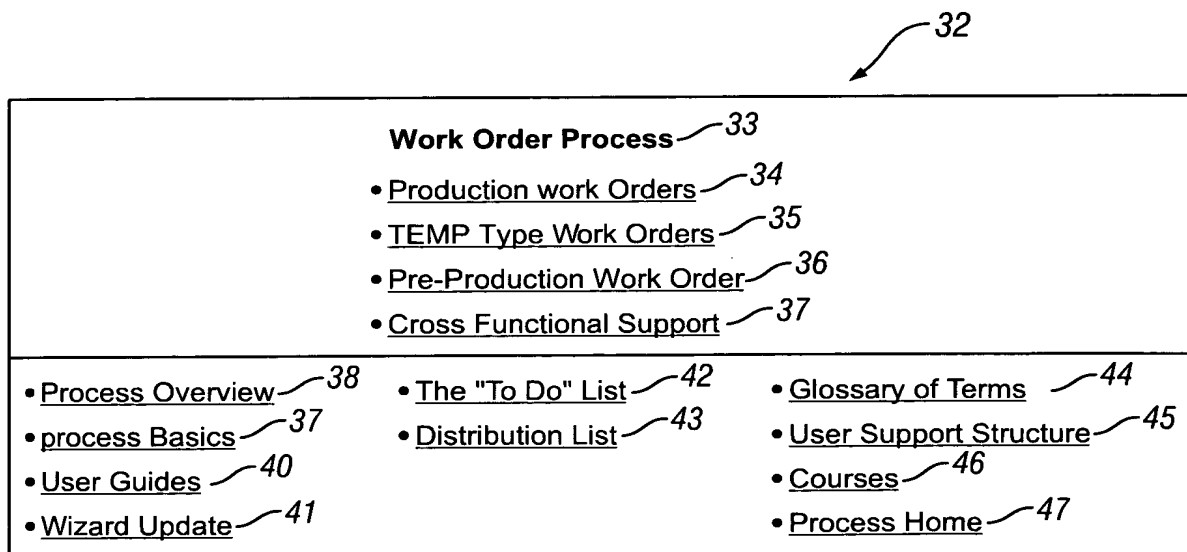 32
Work Order Process 33
• Production work Orders 34
• TEMP Type Work Orders 35
• Pre-Production Work Order 36
• Cross Functional Support 37
• Process Overview 38
• process Basics 37
• User Guides 40
• Wizard Update 41
• The "To Do" List 42
• Distribution List 43
• Glossary of Terms 44
• User Support Structure 45
• Courses 46
• Process Home 47